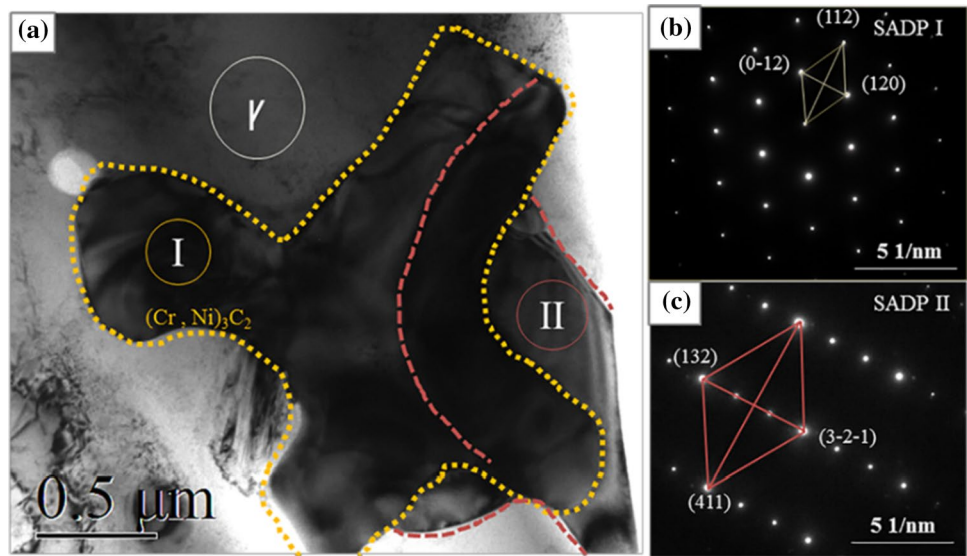 (a)
γ
I
(Cr , Ni)₃C₂
II
0.5 μm
(b)
SADP I
(112)
(0-12)
(120)
5 1/nm
(c)
SADP II
(132)
(3-2-1)
(411)
5 1/nm